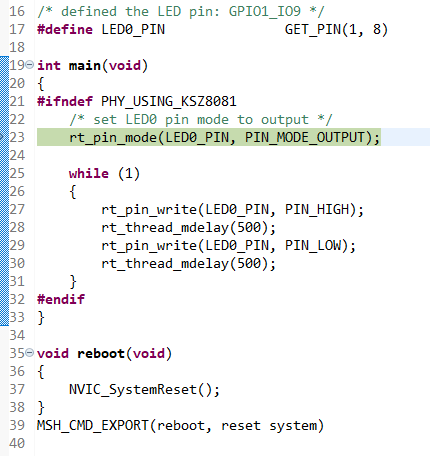 16 /* defined the LED pin: GPIO1_IO9 */
17 #define LED0_PIN               GET_PIN(1, 8)
18
19 int main(void)
20 {
21 #ifndef PHY_USING_KSZ8081
22     /* set LED0 pin mode to output */
23     rt_pin_mode(LED0_PIN, PIN_MODE_OUTPUT);
24
25     while (1)
26     {
27         rt_pin_write(LED0_PIN, PIN_HIGH);
28         rt_thread_mdelay(500);
29         rt_pin_write(LED0_PIN, PIN_LOW);
30         rt_thread_mdelay(500);
31     }
32 #endif
33 }
34
35 void reboot(void)
36 {
37     NVIC_SystemReset();
38 }
39 MSH_CMD_EXPORT(reboot, reset system)
40